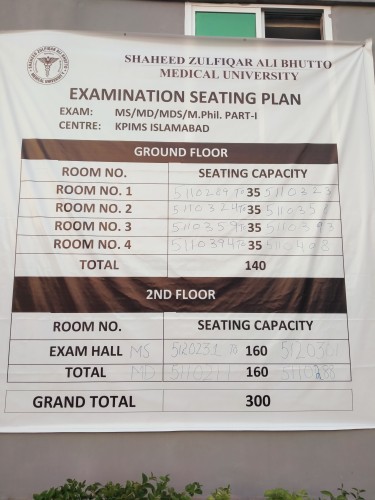 SHAHEED ZULFIQAR ALI BHUTTO
MEDICAL UNIVERSITY
EXAMINATION SEATING PLAN
EXAM: MS/MD/MDS/M.Phil. PART-I
CENTRE: KPIMS ISLAMABAD
GROUND FLOOR
ROOM NO. SEATING CAPACITY
ROOM NO. 1 35
ROOM NO. 2 35
ROOM NO. 3 35
ROOM NO. 4 35
TOTAL 140
2ND FLOOR
ROOM NO. SEATING CAPACITY
EXAM HALL MS 160
TOTAL MD 160
GRAND TOTAL 300